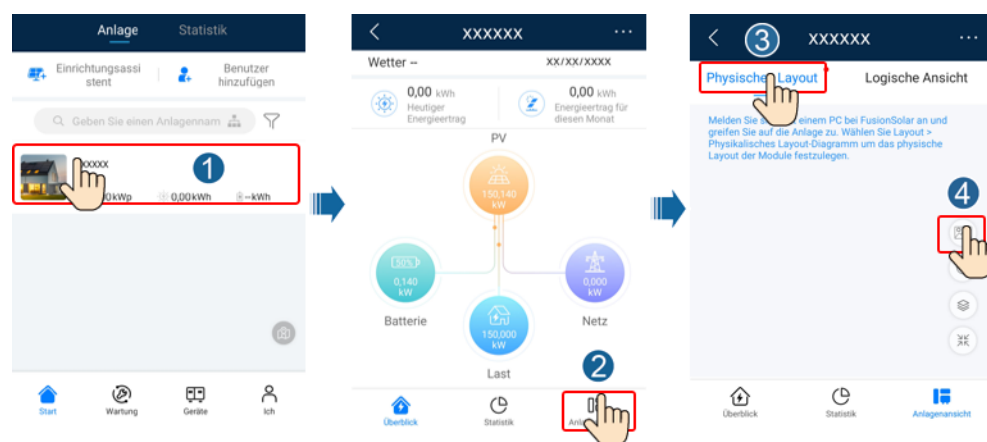 Anlage Statistik
Einrichtungsassi
stent
Benutzer
hinzufügen
Geben Sie einen Anlagennam
xxxxx
0kWp 0,00kWh --kWh
1
Start Wartung Geräte Ich
XXXXXX
Wetter -- XX/XX/XXXX
0,00 kWh
Heutiger
Energieertrag
0,00 kWh
Energieertrag für
diesen Monat
PV
150,140
kW
50%
0,140
kW
0,000
kW
Batterie Netz
150,000
kW
Last
2
Überblick Statistik
3
XXXXXX
Physisches Layout Logische Ansicht
Melden Sie einem PC bei FusionSolar an und
greifen Sie auf die Anlage zu. Wählen Sie Layout >
Physikalisches Layout-Diagramm um das physische
Layout der Module festzulegen.
4
Überblick Statistik Anlagenansicht